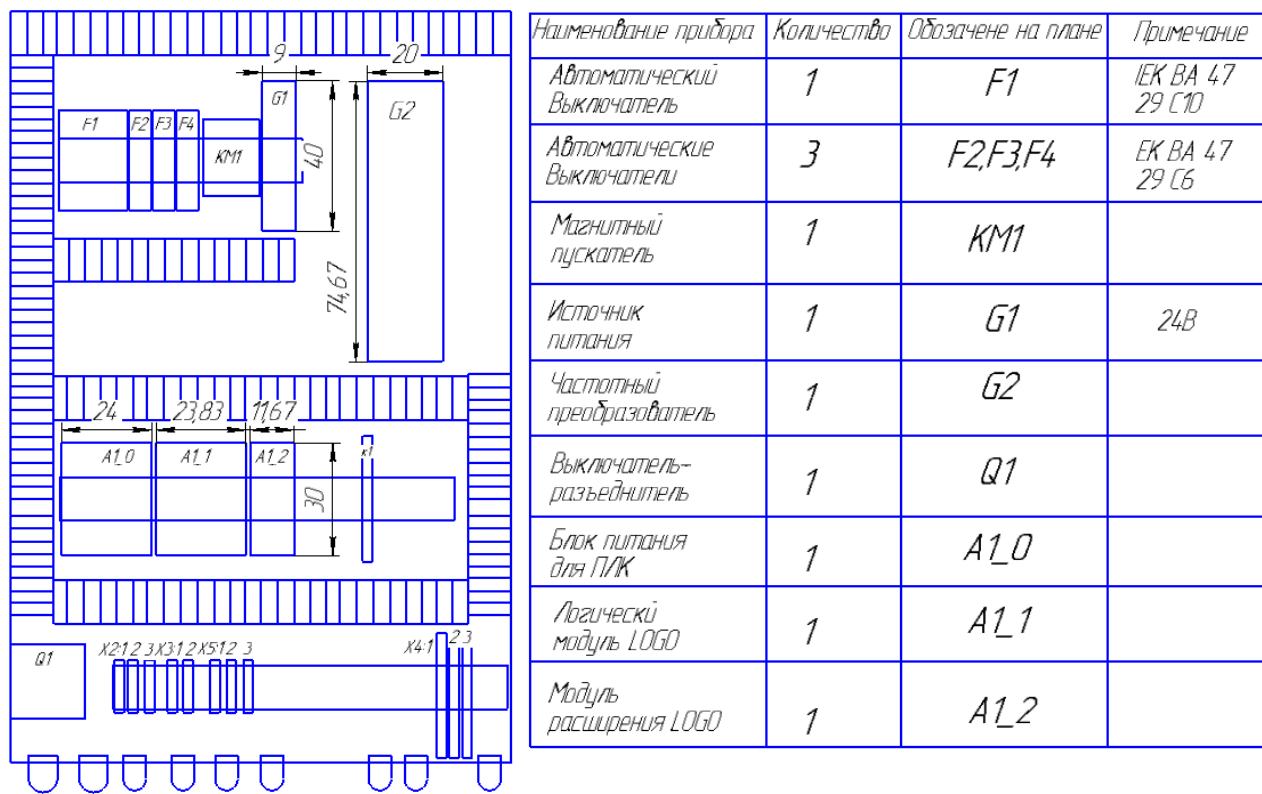 9
20
G1
G2
F1
F2
F3
F4
KM1
40
74,67
24
23,83
11,67
A1_0
A1_1
A1_2
к1
30
Q1
X2:1 2 3 X3:1 2 X5:1 2 3
X4:1 2 3
Наименование прибора Количество Обозачене на плане Примечание
Автоматический 1 F1 IEK ВА 47
Выключатель 29 С10
Автоматические 3 F2,F3,F4 EK ВА 47
Выключатели 29 С6
Магнитный 1 KM1
пускатель
Источник 1 G1 24В
питания
Частотный 1 G2
преобразователь
Выключатель- 1 Q1
разъеднитель
Блок питания 1 A1_0
для ПЛК
Логически 1 A1_1
модуль LOGO
Модуль 1 A1_2
расширения LOGO